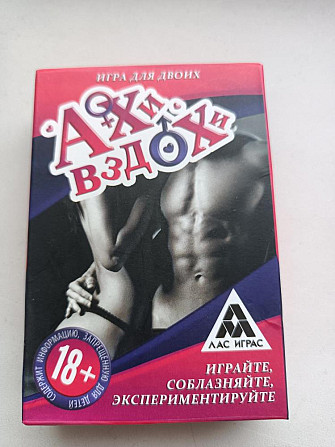 ИГРА ДЛЯ ДВОИХ
АХИ
ВЗДОХИ
ЛАС ИГРАС
СОДЕРЖИТ ИНФОРМАЦИЮ, ЗАПРЕЩЕННУЮ ДЛЯ ДЕТЕЙ
18+
ИГРАЙТЕ,
СОБЛАЗНЯЙТЕ,
ЭКСПЕРИМЕНТИРУЙТЕ